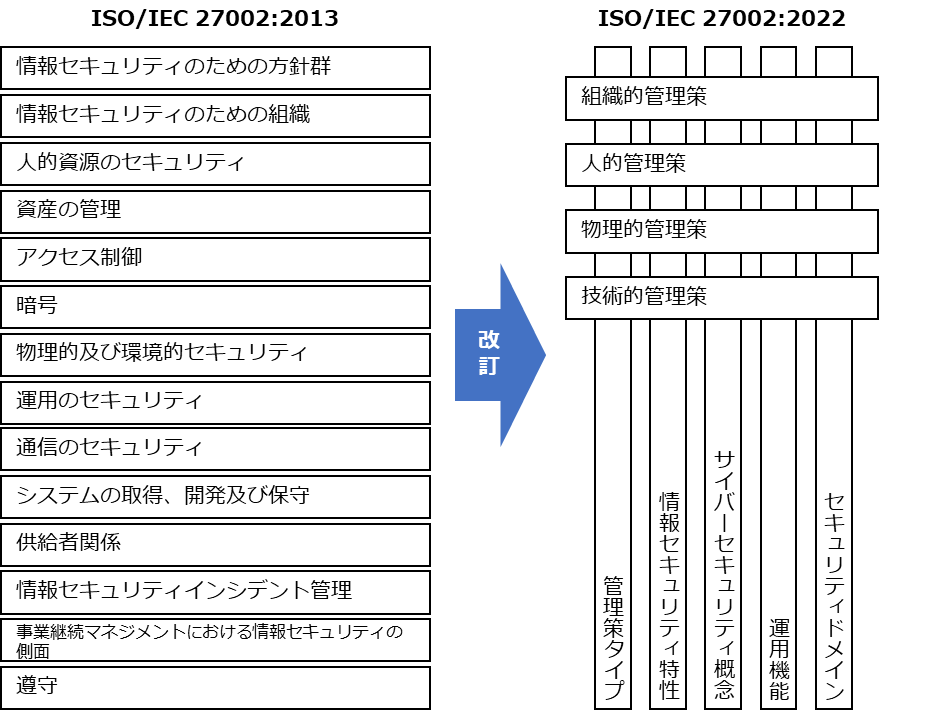 ISO/IEC 27002:2013
情報セキュリティのための方針群
情報セキュリティのための組織
人的資源のセキュリティ
資産の管理
アクセス制御
暗号
物理的及び環境的セキュリティ
運用のセキュリティ
通信のセキュリティ
システムの取得、開発及び保守
供給者関係
情報セキュリティインシデント管理
事業継続マネジメントにおける情報セキュリティの
側面
遵守
改
訂
ISO/IEC 27002:2022
組織的管理策
人的管理策
物理的管理策
技術的管理策
管理策タイプ
情報セキュリティ特性
サイバーセキュリティ概念
運用機能
セキュリティドメイン